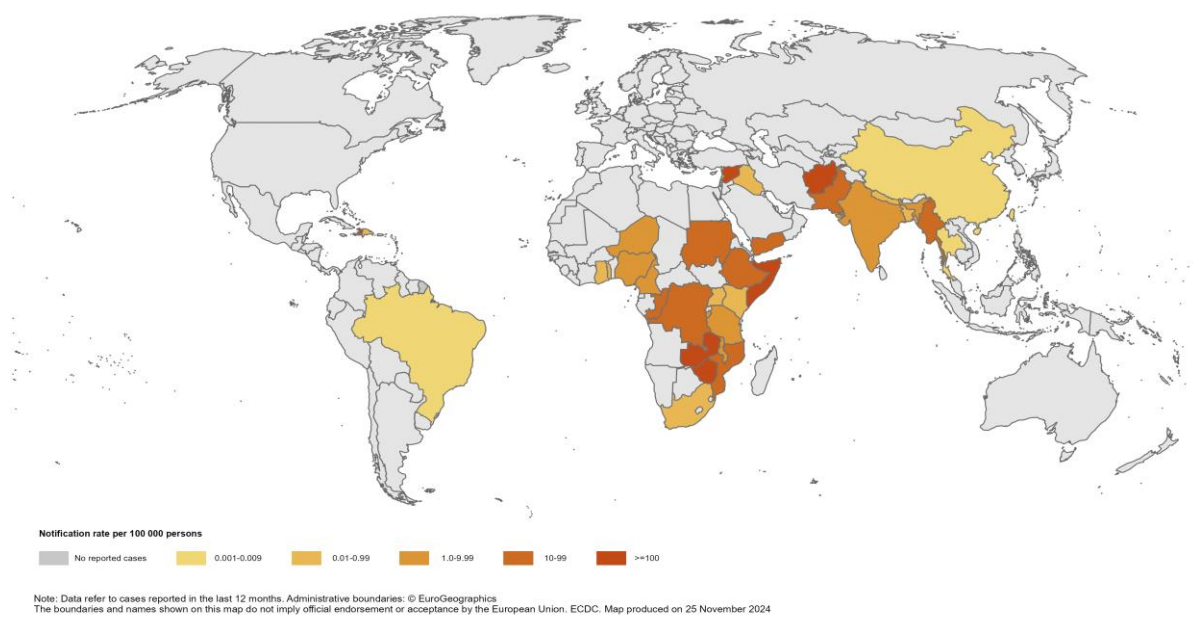 Notification rate per 100 000 persons
No reported cases 0.001-0.009 0.01-0.99 1.0-9.99 10-99 >=100
Note: Data refer to cases reported in the last 12 months. Administrative boundaries: © EuroGeographics
The boundaries and names shown on this map do not imply official endorsement or acceptance by the European Union. ECDC. Map produced on 25 November 2024